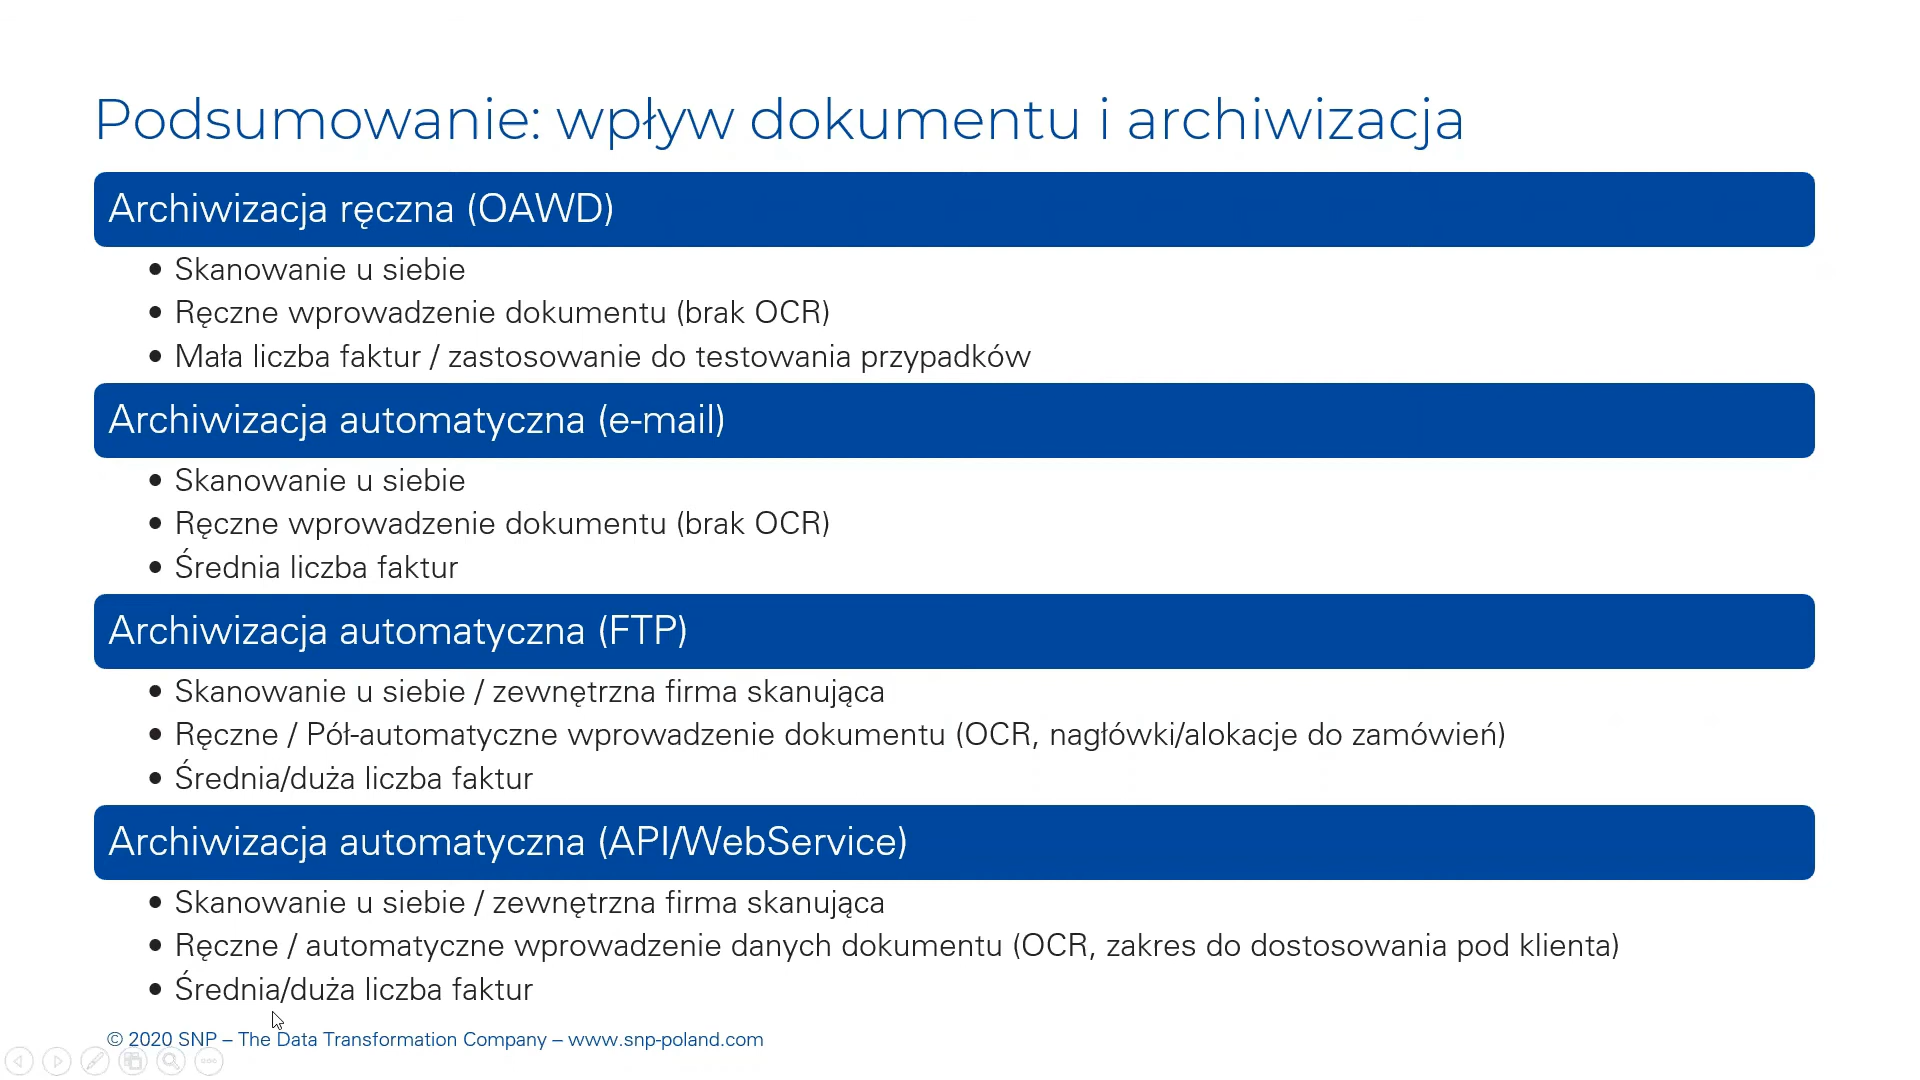 Podsumowanie: wpływ dokumentu i archiwizacja
Archiwizacja ręczna (OAWD)
• Skanowanie u siebie
• Ręczne wprowadzenie dokumentu (brak OCR)
• Mała liczba faktur / zastosowanie do testowania przypadków
Archiwizacja automatyczna (e-mail)
• Skanowanie u siebie
• Ręczne wprowadzenie dokumentu (brak OCR)
• Średnia liczba faktur
Archiwizacja automatyczna (FTP)
• Skanowanie u siebie / zewnętrzna firma skanująca
• Ręczne / Pół-automatyczne wprowadzenie dokumentu (OCR, nagłówki/alokacje do zamówień)
• Średnia/duża liczba faktur
Archiwizacja automatyczna (API/WebService)
• Skanowanie u siebie / zewnętrzna firma skanująca
• Ręczne / automatyczne wprowadzenie danych dokumentu (OCR, zakres do dostosowania pod klienta)
• Średnia/duża liczba faktur
© 2020 SNP – The Data Transformation Company – www.snp-poland.com